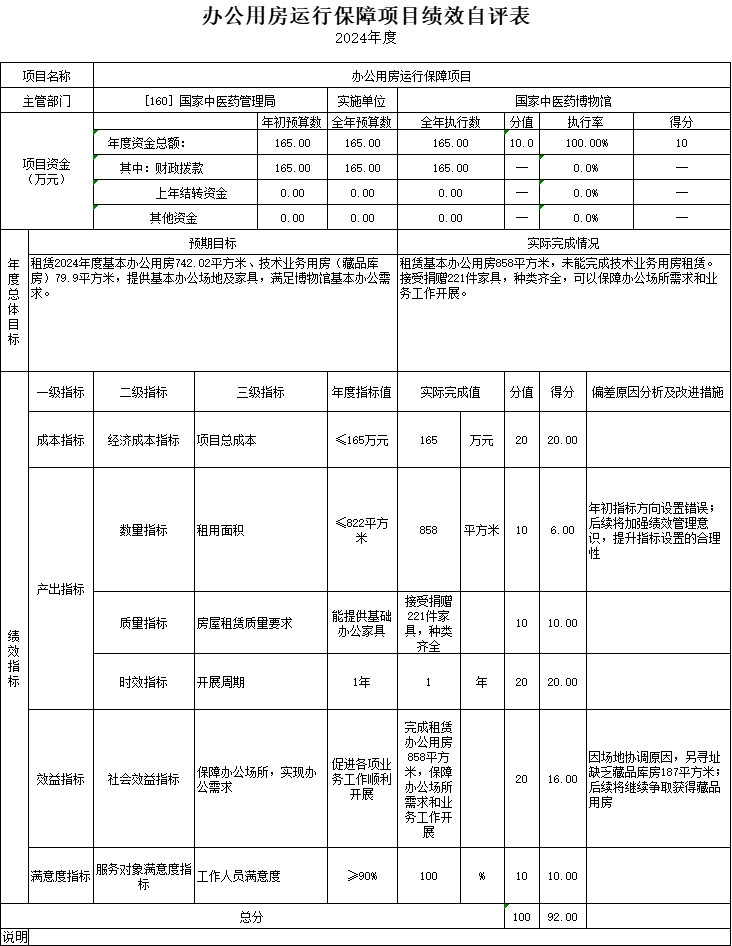 办公用房运行保障项目绩效自评表
2024年度
项目名称 办公用房运行保障项目
主管部门 [160] 国家中医药管理局 实施单位 国家中医药博物馆
项目资金
（万元）
年初预算数 全年预算数 全年执行数 分值 执行率 得分
年度资金总额: 165.00 165.00 165.00 10.0 100.00% 10
其中: 财政拨款 165.00 165.00 165.00 — 0.0% —
上年结转资金 0.00 0.00 0.00 — 0.0% —
其他资金 0.00 0.00 0.00 — 0.0% —
年度总体目标
预期目标 实际完成情况
租赁2024年度基本办公用房742.02平方米、技术业务用房（藏品库
房）79.9平方米，提供基本办公场地及家具，满足博物馆基本办公需
求。
租赁基本办公用房858平方米，未能完成技术业务用房租赁。
接受捐赠221件家具，种类齐全，可以保障办公场所需求和业
务工作开展。
绩效指标
一级指标 二级指标 三级指标 年度指标值 实际完成值 分值 得分 偏差原因分析及改进措施
成本指标 经济成本指标 项目总成本 ≤165万元 165 万元 20 20.00
产出指标
数量指标 租用面积
≤822平方
米
858 平方米 10 6.00
年初指标方向设置错误；
后续将加强绩效管理意
识，提升指标设置的合理
性
质量指标 房屋租赁质量要求
能提供基础
办公家具
接受捐赠
221件家
具，种类
齐全
10 10.00
时效指标 开展周期 1年 1 年 20 20.00
效益指标 社会效益指标
保障办公场所，实现办
公需求
促进各项业
务工作顺利
开展
完成租赁
办公用房
858平方
米，保障
办公场所
需求和业
务工作开
展
20 16.00
因场地协调原因，另寻址
缺乏藏品库房187平方米；
后续将继续争取获得藏品
用房
满意度指标
服务对象满意度指
标
工作人员满意度 ≥90% 100 % 10 10.00
总分 100 92.00
说明